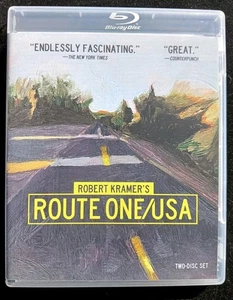 Blu-ray Disc
"ENDLESSLY FASCINATING."
—THE NEW YORK TIMES
"GREAT."
—COUNTERPUNCH
ROBERT KRAMER'S
ROUTE ONE/USA
TWO-DISC SET